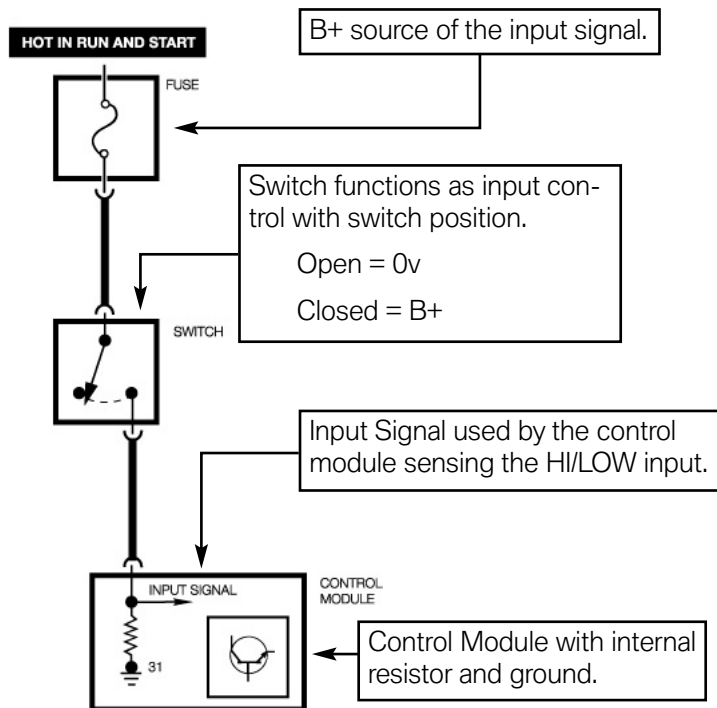 B+ source of the input signal.
HOT IN RUN AND START
FUSE
Switch functions as input con-
trol with switch position.
Open = 0v
Closed = B+
SWITCH
Input Signal used by the control
module sensing the HI/LOW input.
INPUT SIGNAL
CONTROL
MODULE
31
Control Module with internal
resistor and ground.